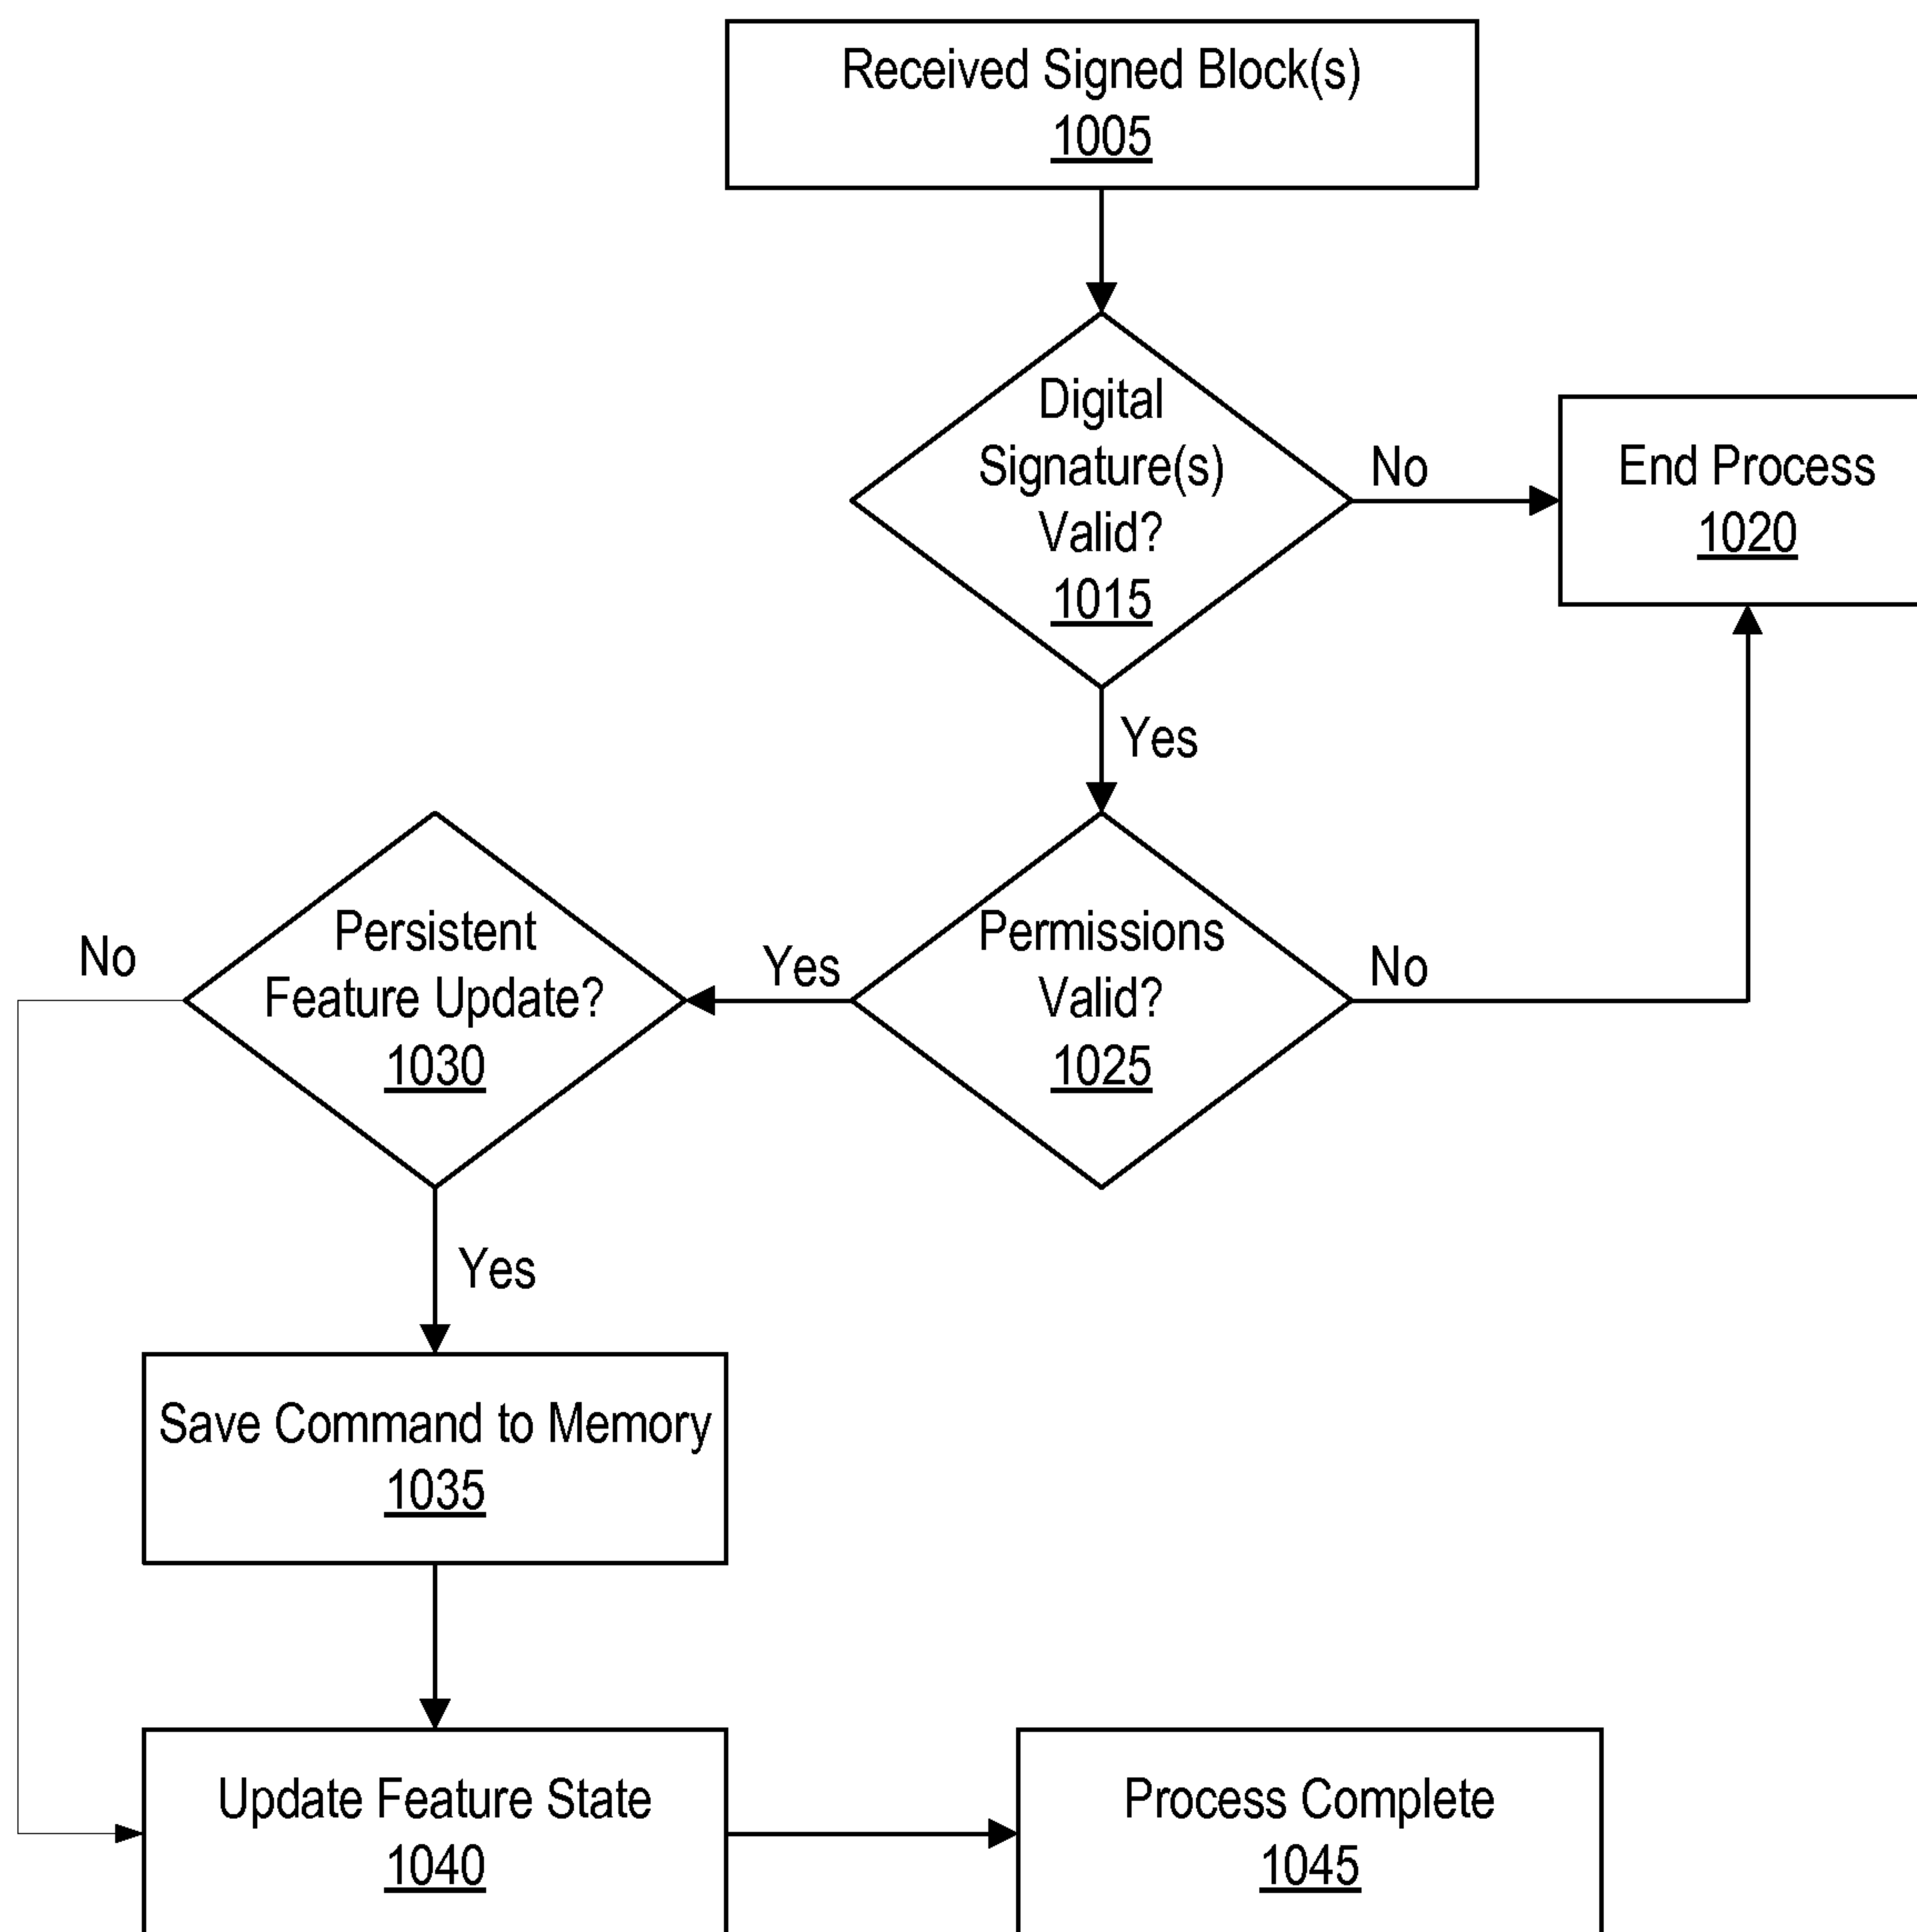 Received Signed Block(s)
1005
Digital
Signature(s)
Valid?
1015
No
End Process
1020
Yes
Persistent
Feature Update?
1030
No
Yes
Permissions
Valid?
1025
No
Yes
Save Command to Memory
1035
Update Feature State
1040
Process Complete
1045